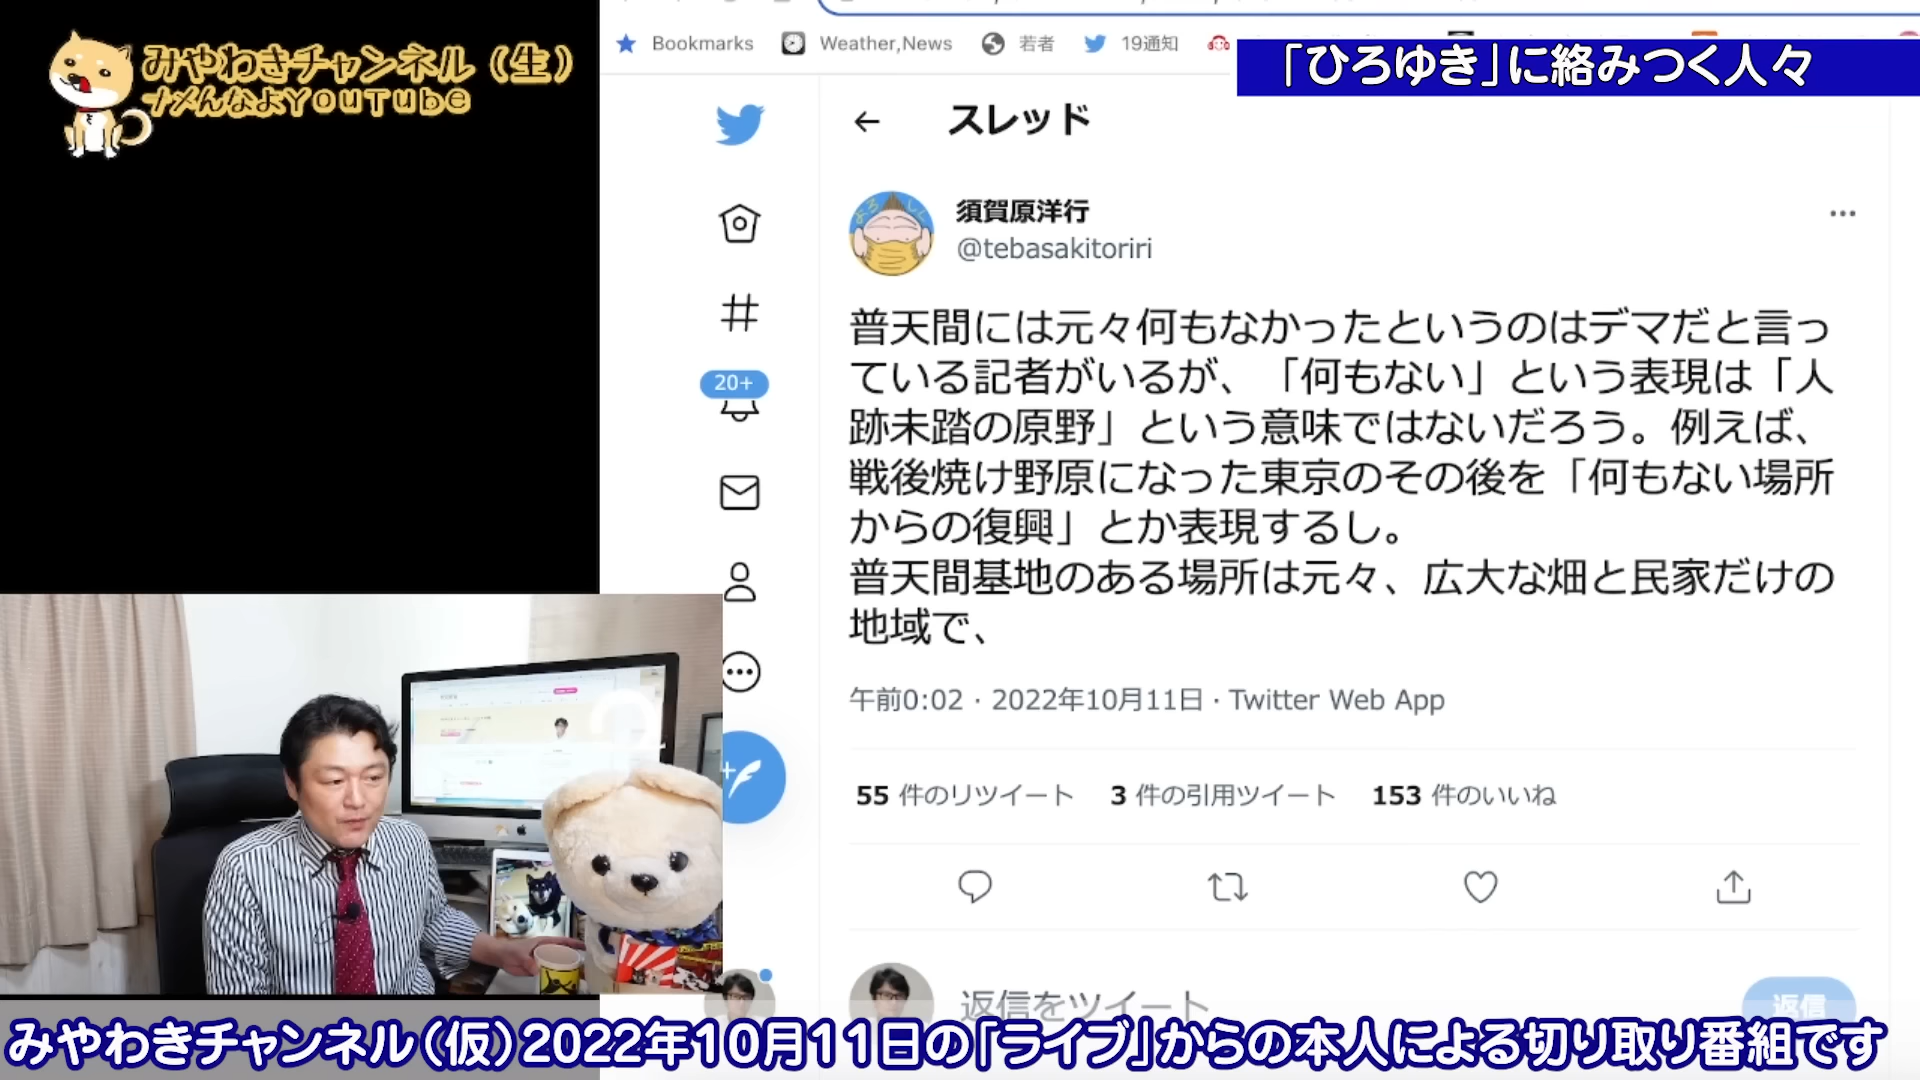 みやわきチャンネル（生）
ナメんなよYouTube
Bookmarks
Weather,News
若者
19通知
「ひろゆき」に絡みつく人々
スレッド
須賀原洋行
@tebasakitoriri
普天間には元々何もなかったというのはデマだと言っ
ている記者がいるが、「何もない」という表現は「人
跡未踏の原野」という意味ではないだろう。例えば、
戦後焼け野原になった東京のその後を「何もない場所
からの復興」とか表現するし。
普天間基地のある場所は元々、広大な畑と民家だけの
地域で、
20+
午前0:02 · 2022年10月11日 · Twitter Web App
55 件のリツイート 3 件の引用ツイート 153 件のいいね
返信をツイート
返信
みやわきチャンネル（仮）2022年10月11日の「ライブ」からの本人による切り取り番組です